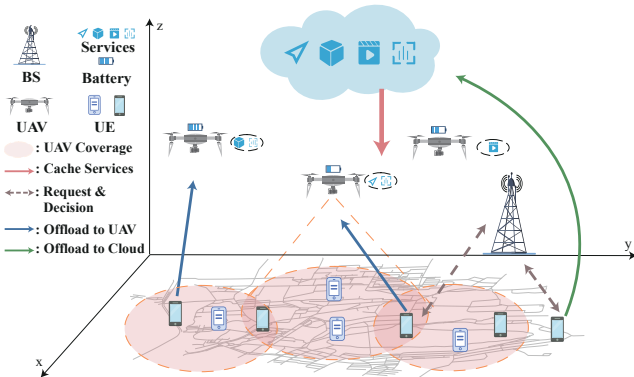 z
Services
BS
Battery
UAV
UE
: UAV Coverage
: Cache Services
: Request &
Decision
: Offload to UAV
: Offload to Cloud
y
x